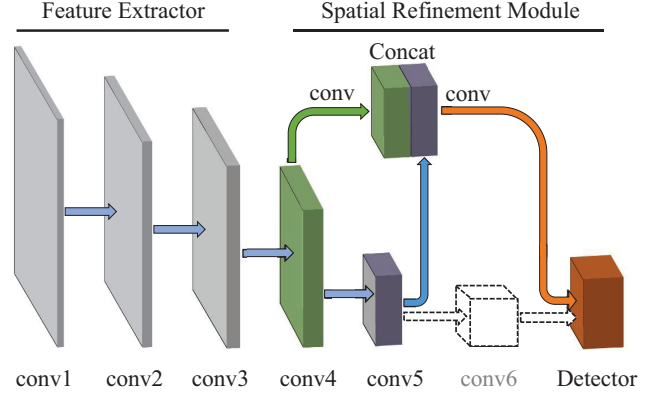 Feature Extractor
Spatial Refinement Module
Concat
conv
conv
conv1
conv2
conv3
conv4
conv5
conv6
Detector